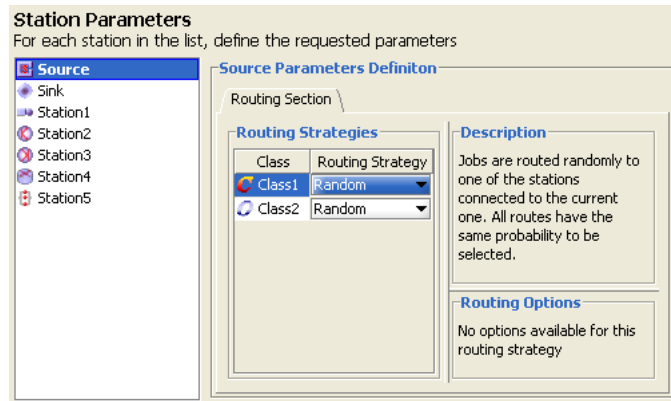 Station Parameters
For each station in the list, define the requested parameters
Source
Sink
Station1
Station2
Station3
Station4
Station5
Source Parameters Definiton
Routing Section
Routing Strategies
Class Routing Strategy
Class1 Random
Class2 Random
Description
Jobs are routed randomly to
one of the stations
connected to the current
one. All routes have the
same probability to be
selected.
Routing Options
No options available for this
routing strategy